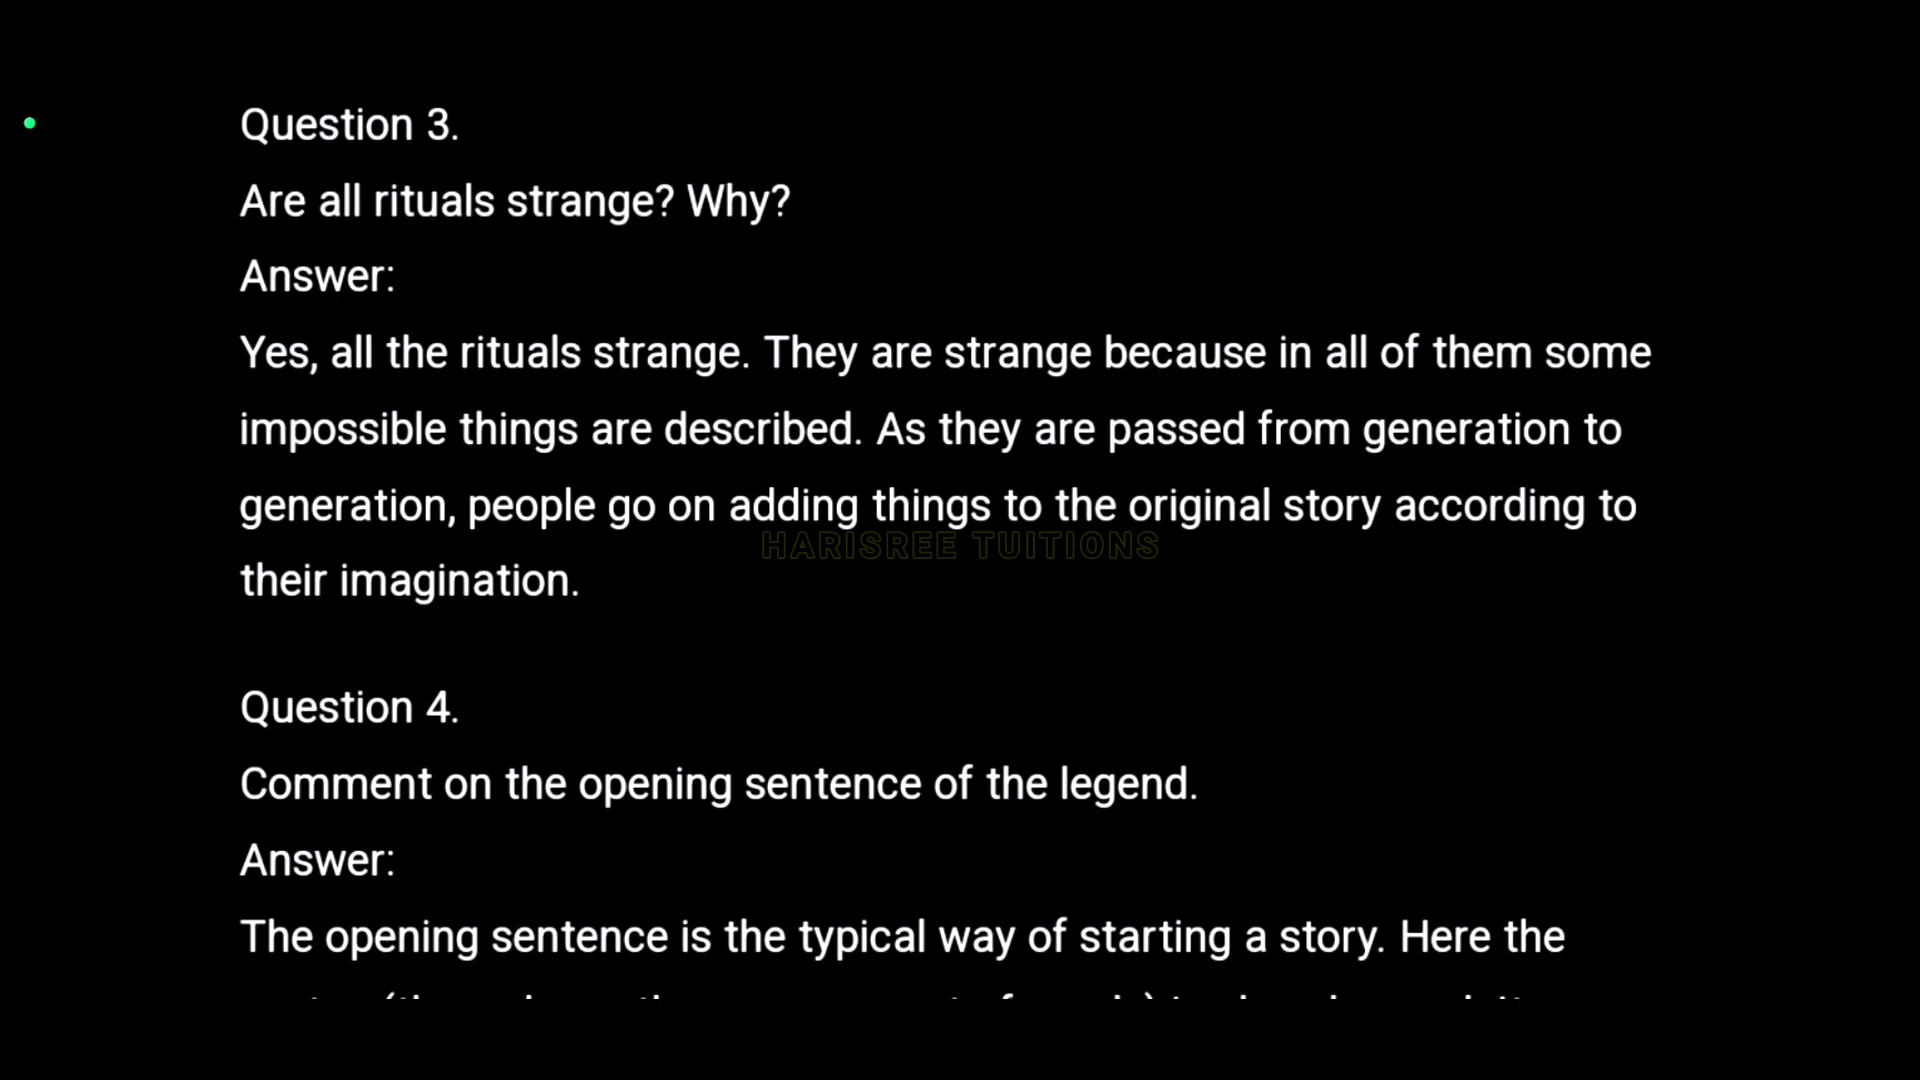 Question 3.
Are all rituals strange? Why?
Answer:
Yes, all the rituals strange. They are strange because in all of them some
impossible things are described. As they are passed from generation to
generation, people go on adding things to the original story according to
HARISREE TUITIONS
their imagination.
Question 4.
Comment on the opening sentence of the legend.
Answer:
The opening sentence is the typical way of starting a story. Here the